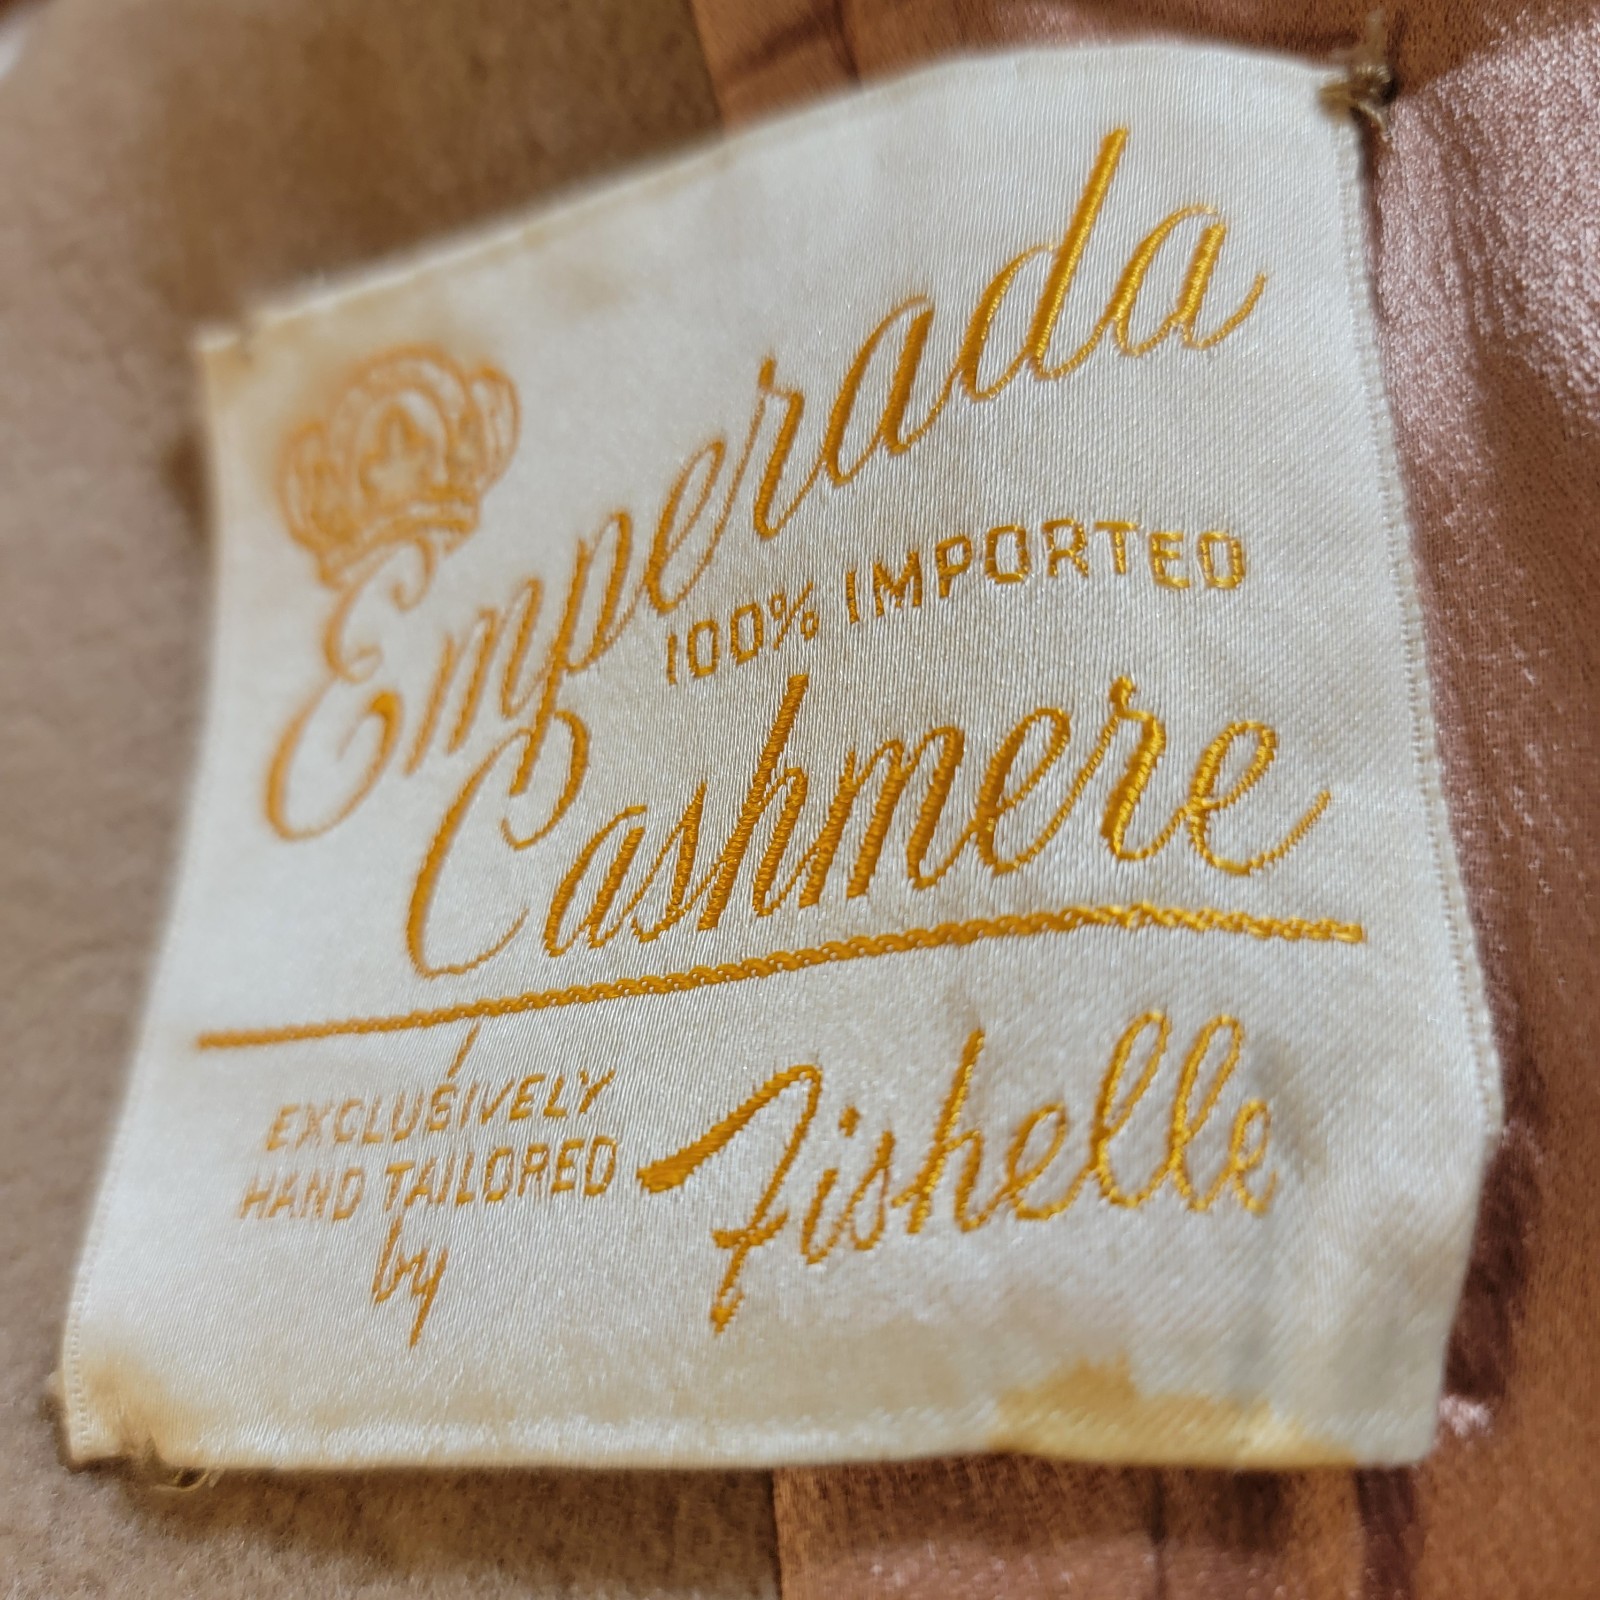 Emperada
100% IMPORTED
Cashmere
EXCLUSIVELY
HAND TAILORED
by
Fishelle